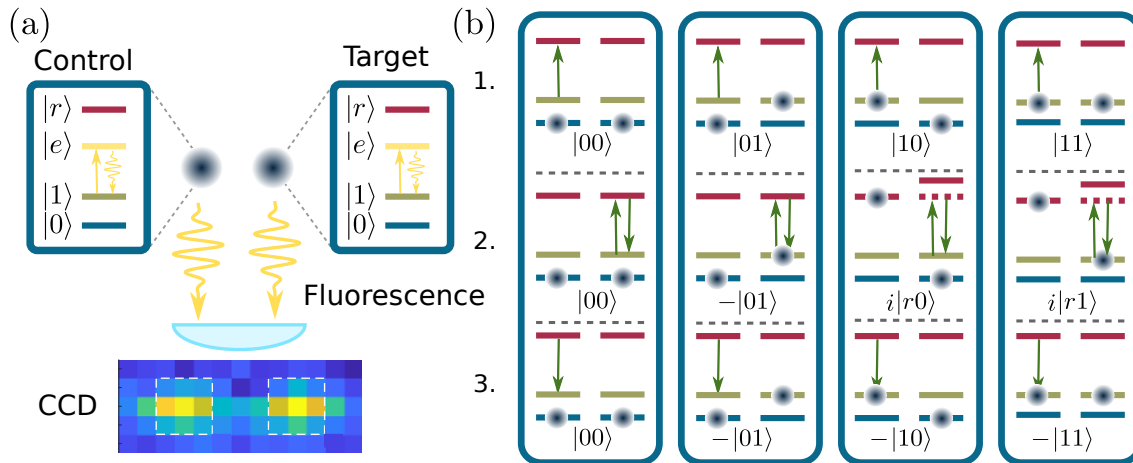 (a)
Control
Target
|r⟩
|e⟩
|1⟩
|0⟩
|r⟩
|e⟩
|1⟩
|0⟩
Fluorescence
CCD
(b)
1.
|00⟩
|01⟩
|10⟩
|11⟩
2.
|00⟩
−|01⟩
i|r0⟩
i|r1⟩
3.
|00⟩
−|01⟩
−|10⟩
−|11⟩